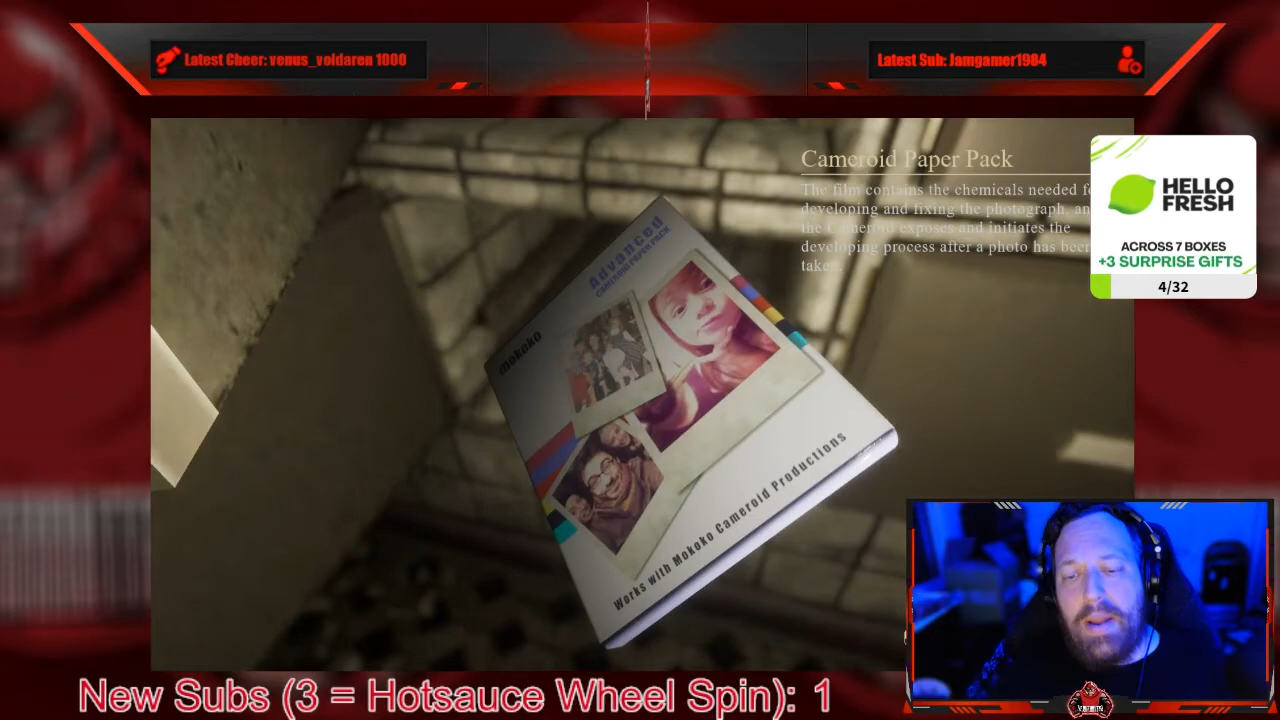 Latest Cheer: venus_voldaren 1000
Latest Sub: Jamgamer1984
Cameroid Paper Pack
The film contains the chemicals needed f
developing and fixing the photograph, an
the Cameroid exposes and initiates the
developing process after a photo has been
taken.
HELLO
FRESH
ACROSS 7 BOXES
+3 SURPRISE GIFTS
4/32
Advanced
CAMEROID PAPER PACK
mokoko
Works with Mokoko Cameroid Productions
New Subs (3 = Hotsauce Wheel Spin): 1